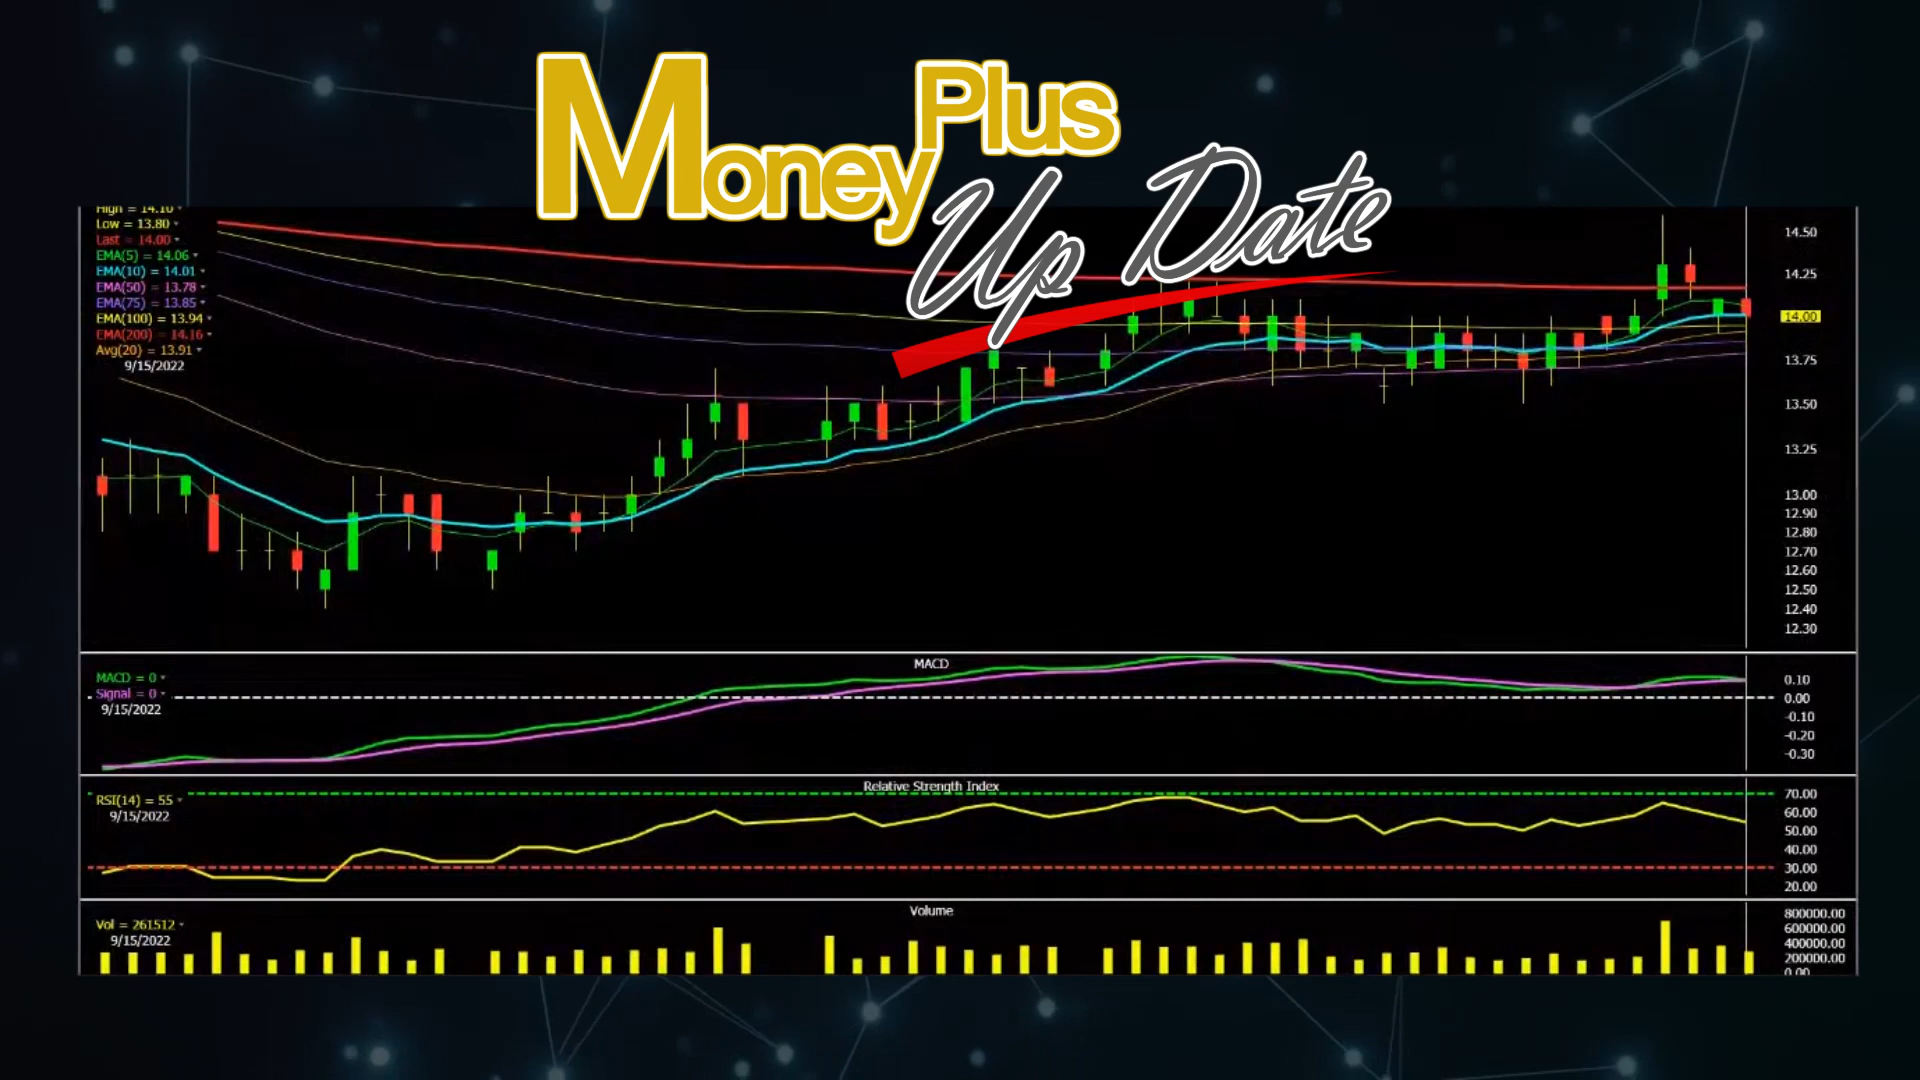 Money Plus
Up Date
High = 14.10
Low = 13.80
Last = 14.00
EMA(5) = 14.06
EMA(10) = 14.01
EMA(50) = 13.78
EMA(75) = 13.85
EMA(100) = 13.94
EMA(200) = 14.16
Avg(20) = 13.91
9/15/2022
14.50
14.25
14.00
13.75
13.50
13.25
13.00
12.90
12.80
12.70
12.60
12.50
12.40
12.30
MACD
MACD = 0
Signal = 0
9/15/2022
0.10
0.00
-0.10
-0.20
-0.30
Relative Strength Index
RSI(14) = 55
9/15/2022
70.00
60.00
50.00
40.00
30.00
20.00
Volume
Vol = 261512
9/15/2022
800000.00
600000.00
400000.00
200000.00
0.00